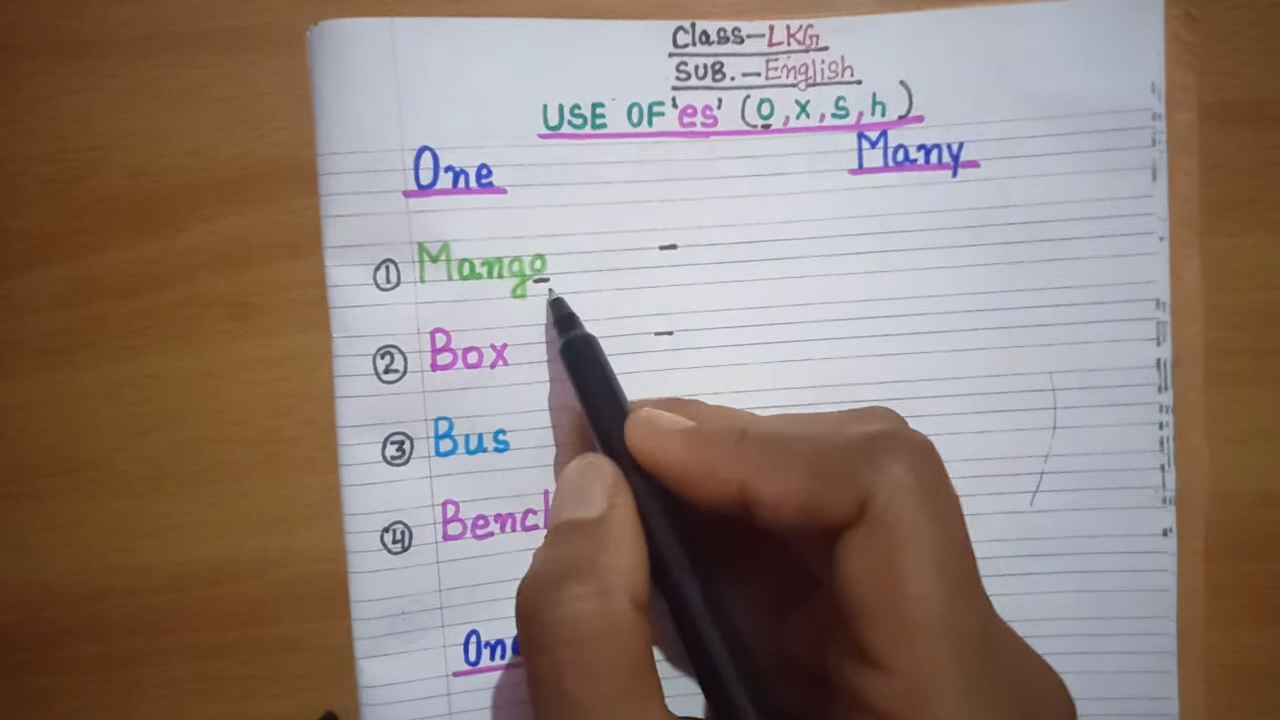 Class-LKG
SUB.-English
USE OF 'es' (o,x,s,h)
One Many
① Mango -
② Box -
③ Bus
④